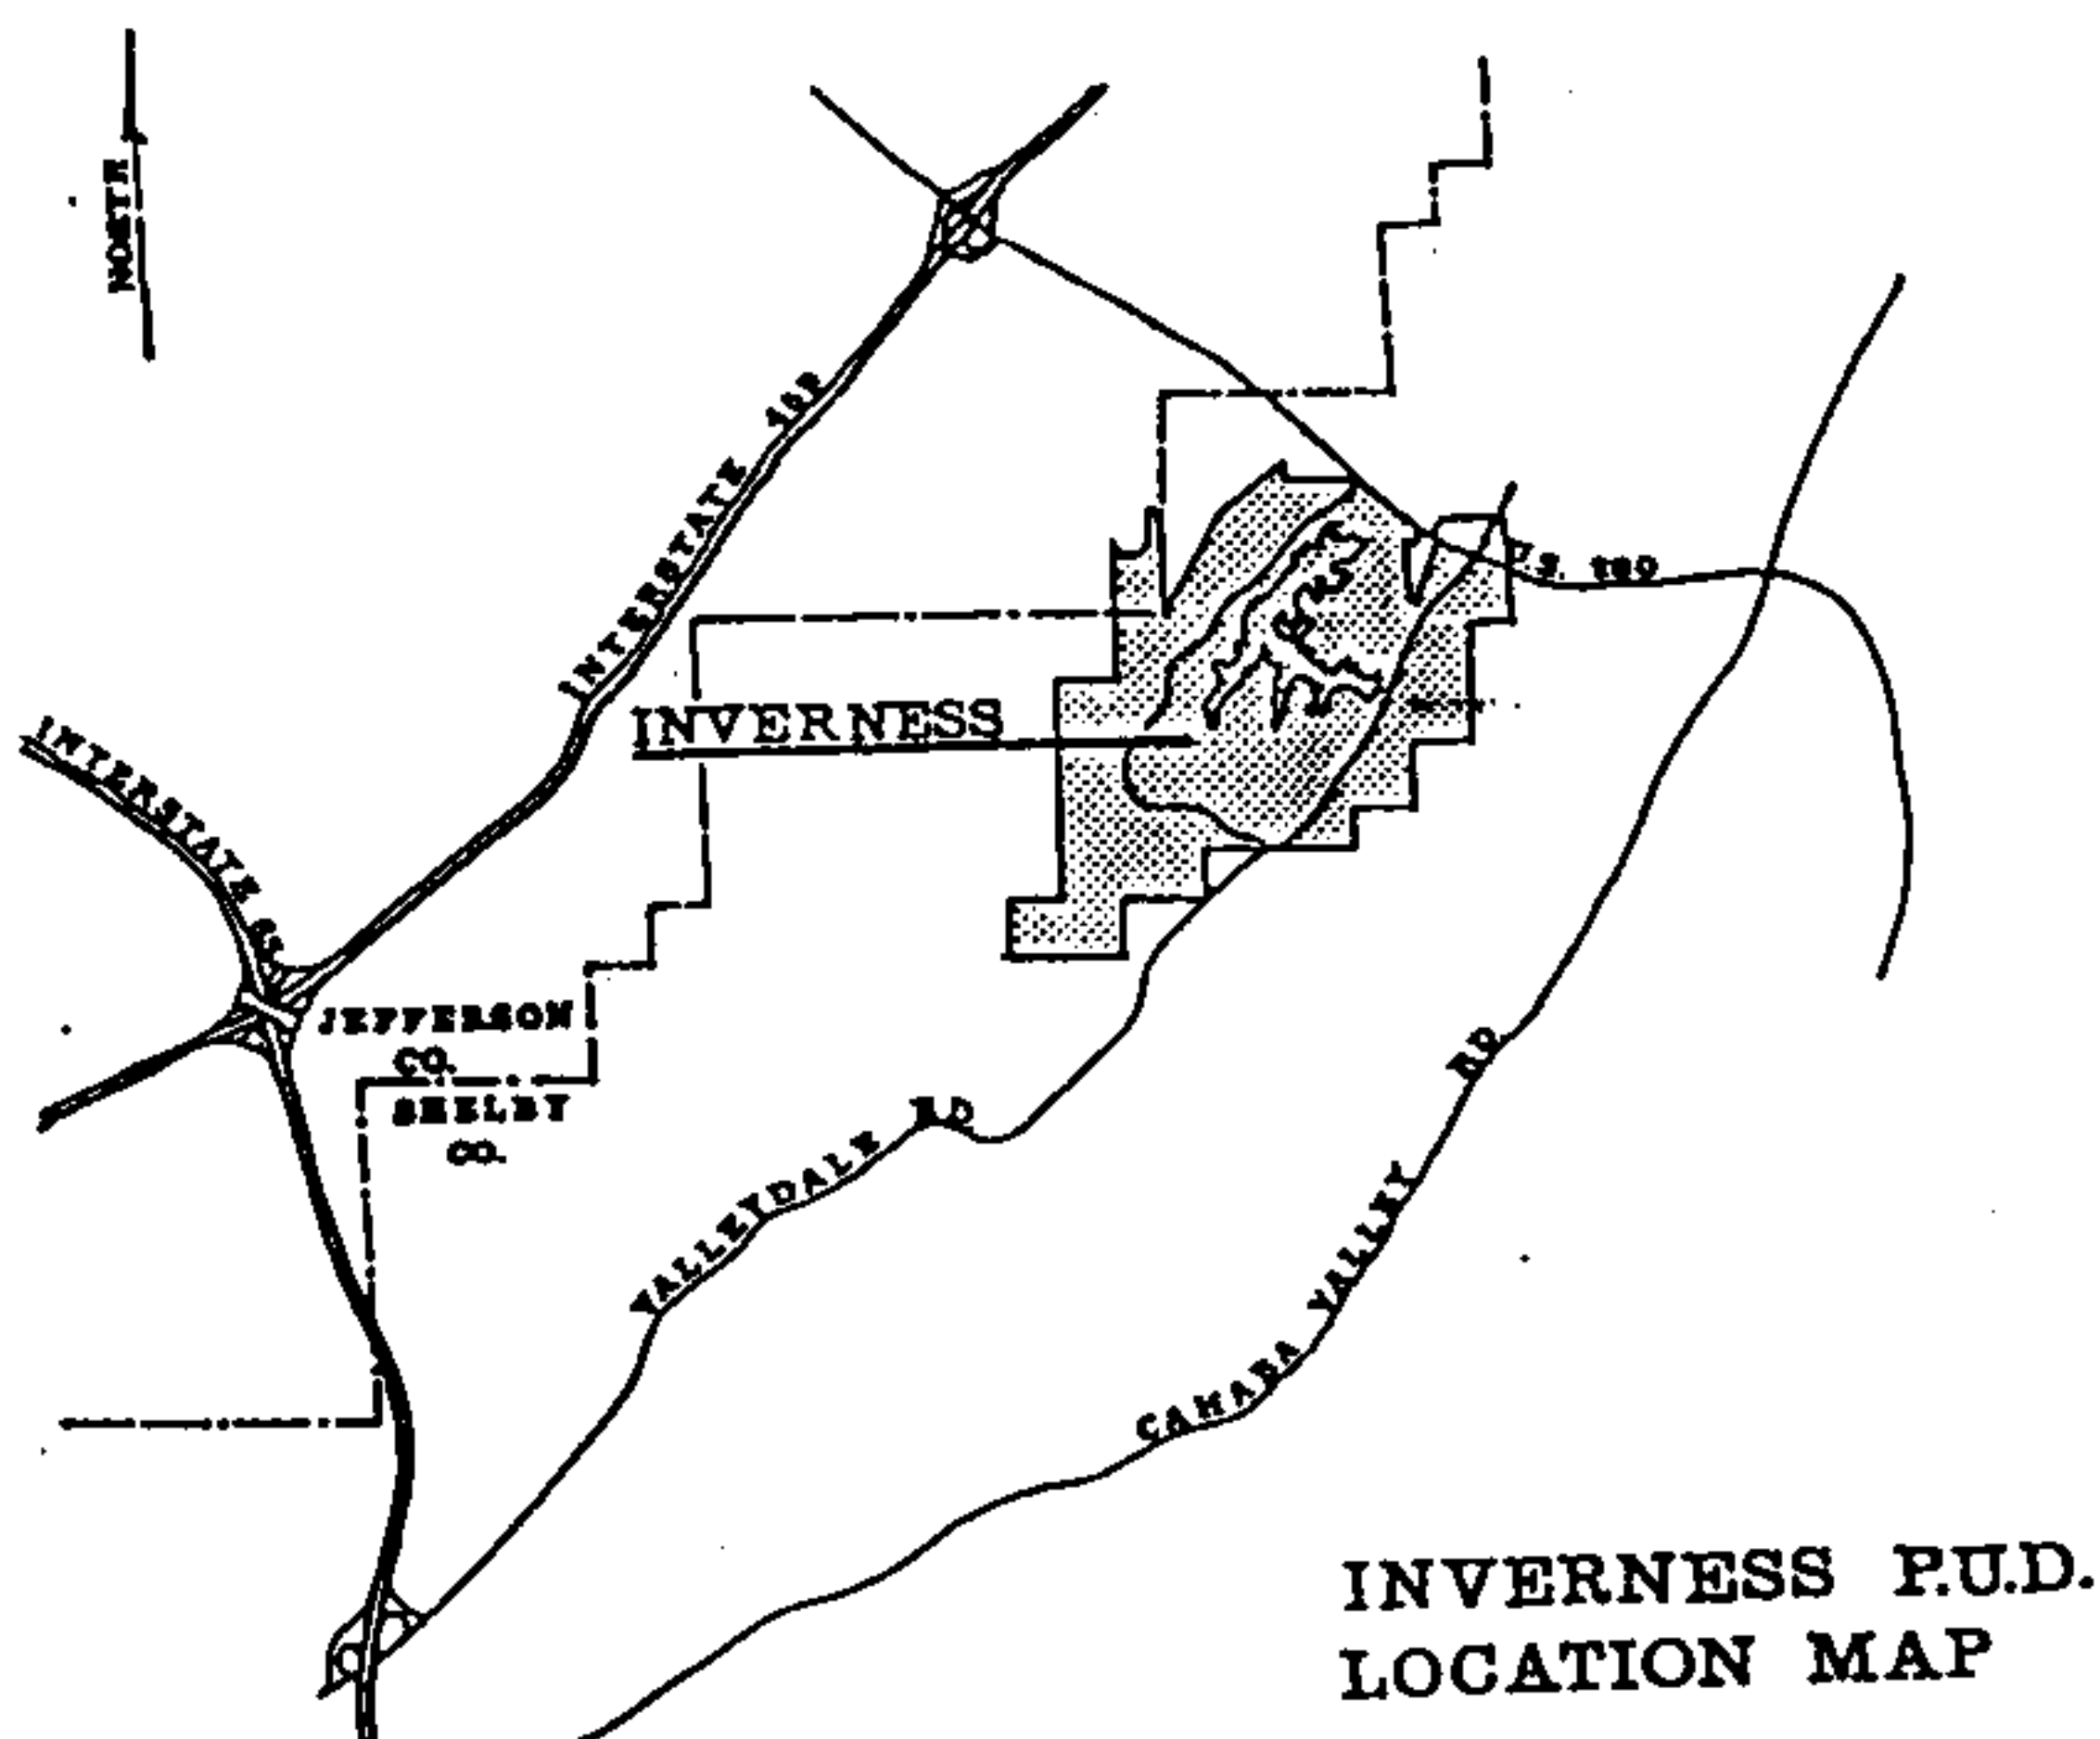 NORTH
INTERSTATE 459
INTERSTATE 65
U.S. 280
INVERNESS
JEFFERSON
CO.
SHELBY
CO.
VALLEYDALE RD
CAHABA VALLEY RD.
INVERNESS P.U.D.
LOCATION MAP